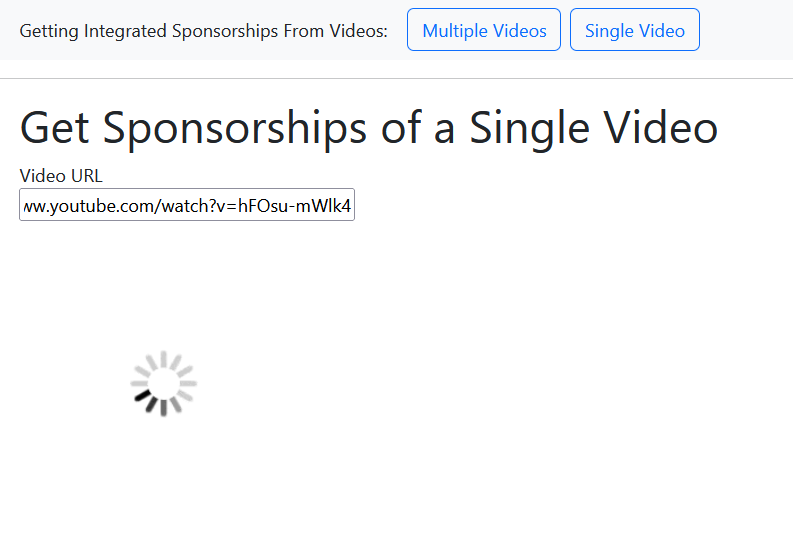 Getting Integrated Sponsorships From Videos: Multiple Videos Single Video
Get Sponsorships of a Single Video
Video URL
ww.youtube.com/watch?v=hFOsu-mWlk4